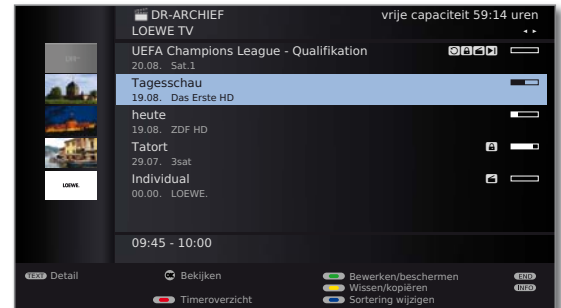 DR-ARCHIEF vrije capaciteit 59:14 uren
LOEWE TV
UEFA Champions League - Qualifikation
20.08. Sat.1
Tagesschau
19.08. Das Erste HD
heute
19.08. ZDF HD
Tatort
29.07. 3sat
Individual
00.00. LOEWE.
LOEWE.
09:45 - 10:00
TEXT Detail OK Bekijken Bewerken/beschermen END
Wissen/kopiëren INFO
Timeroverzicht Sortering wijzigen